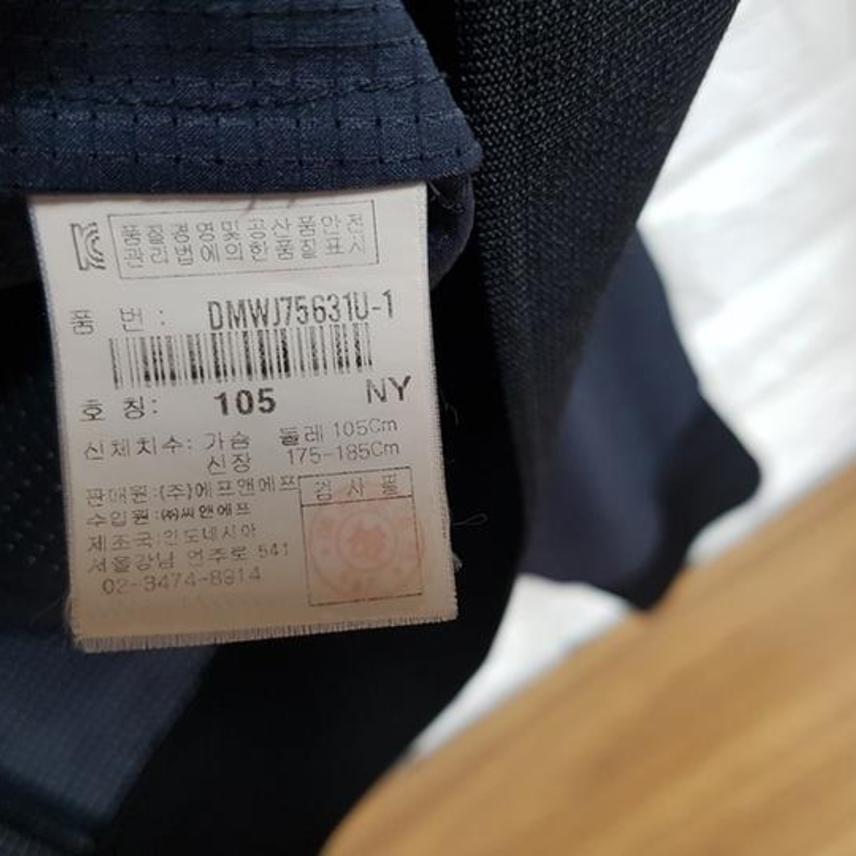 품질경영및공산품안전
관리법에의한품질표시
품 번 : DMWJ75631U-1
호 칭: 105 NY
신체치수: 가슴 둘레 105Cm
신장 175-185Cm
판매원:(주)에프앤에프
검 사 필
수입원:㈜씨앤에프
제조국:인도네시아
서울강남 언주로 541
02-3474-8914